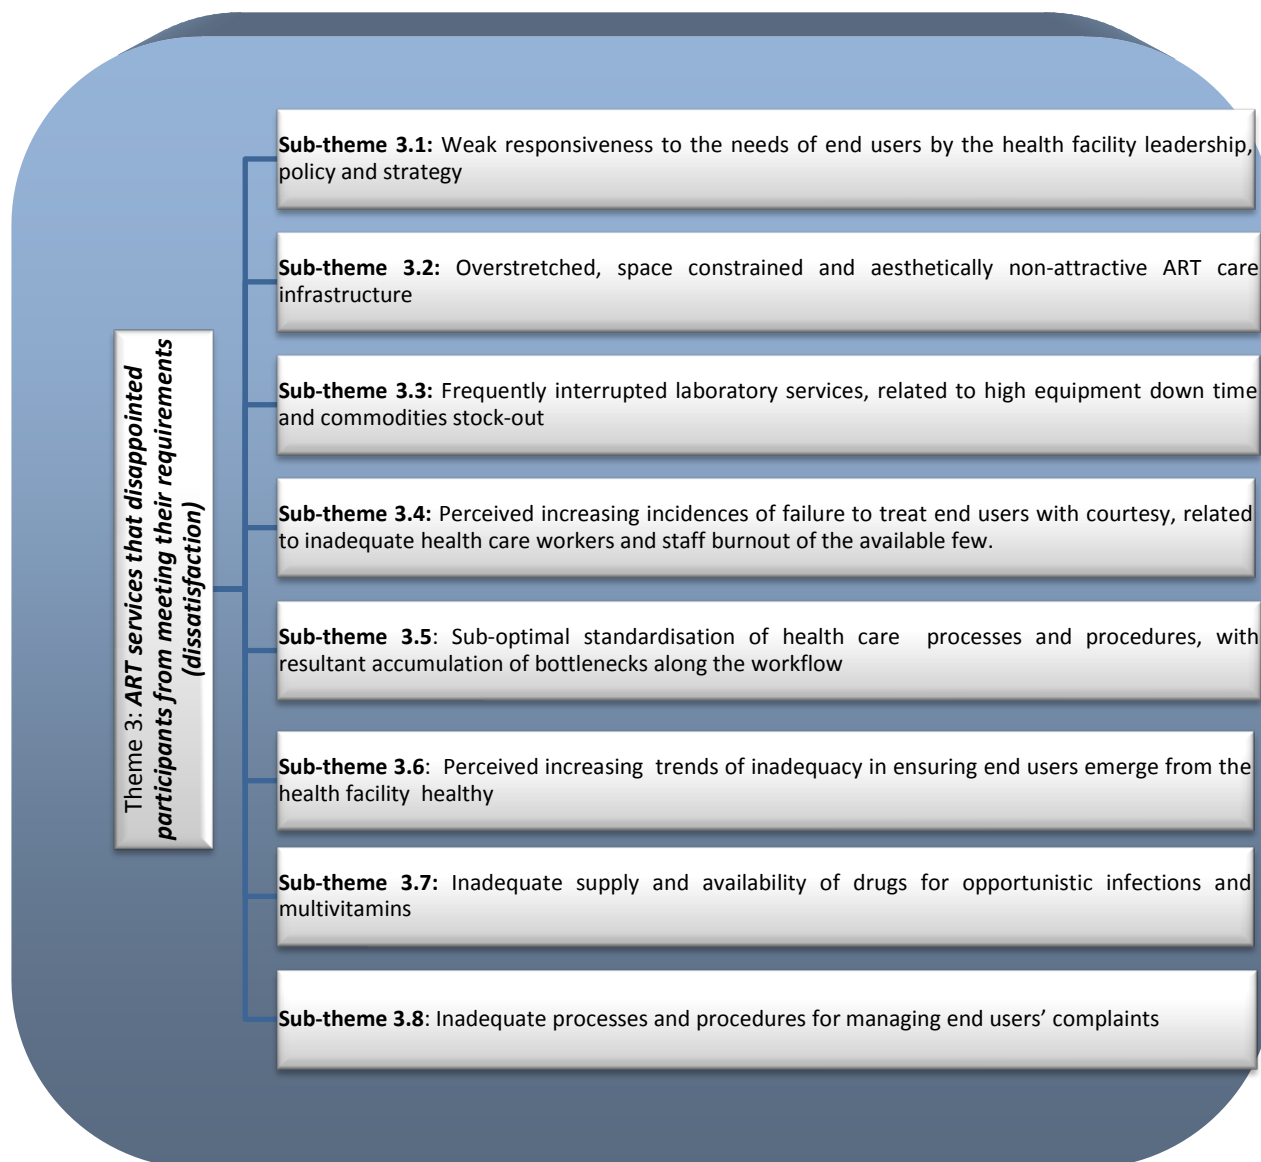 Theme 3: ART services that disappointed
participants from meeting their requirements
(dissatisfaction)
Sub-theme 3.1: Weak responsiveness to the needs of end users by the health facility leadership,
policy and strategy
Sub-theme 3.2: Overstretched, space constrained and aesthetically non-attractive ART care
infrastructure
Sub-theme 3.3: Frequently interrupted laboratory services, related to high equipment down time
and commodities stock-out
Sub-theme 3.4: Perceived increasing incidences of failure to treat end users with courtesy, related
to inadequate health care workers and staff burnout of the available few.
Sub-theme 3.5: Sub-optimal standardisation of health care processes and procedures, with
resultant accumulation of bottlenecks along the workflow
Sub-theme 3.6: Perceived increasing trends of inadequacy in ensuring end users emerge from the
health facility healthy
Sub-theme 3.7: Inadequate supply and availability of drugs for opportunistic infections and
multivitamins
Sub-theme 3.8: Inadequate processes and procedures for managing end users’ complaints